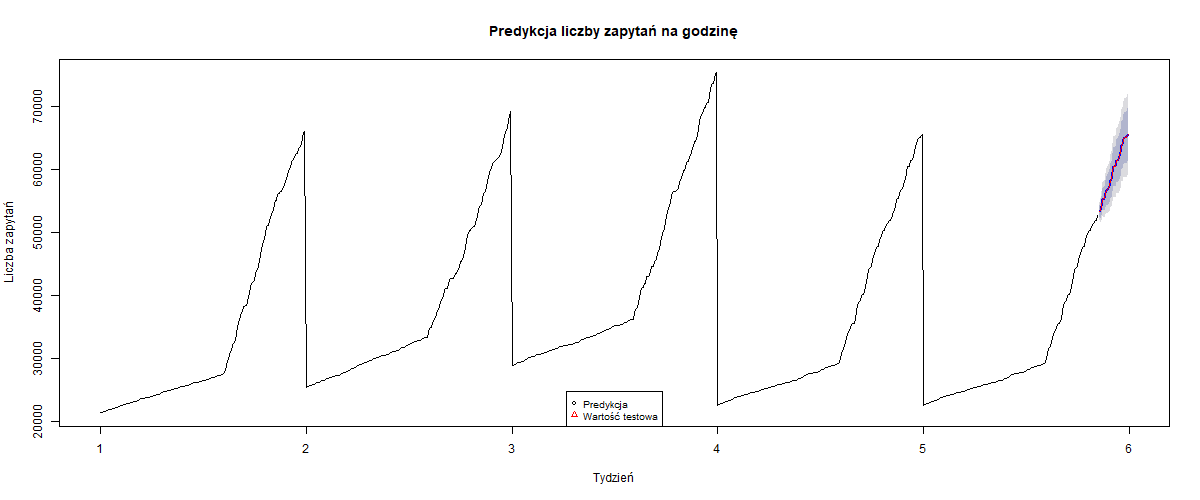 Predykcja liczby zapytań na godzinę
Liczba zapytań
70000
60000
50000
40000
30000
20000
Predykcja
Wartość testowa
1 2 3 4 5 6
Tydzień